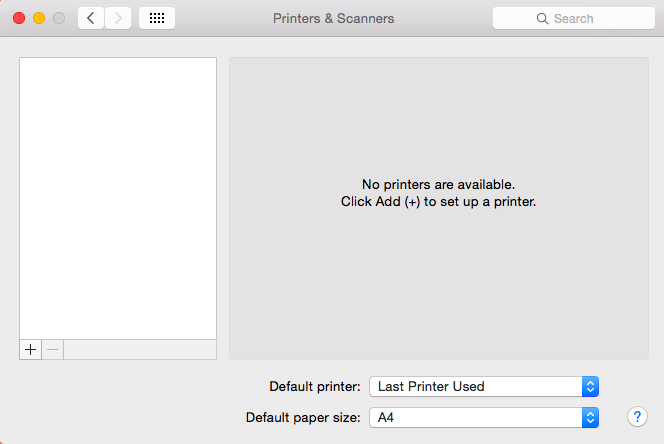 Printers & Scanners
Search
No printers are available.
Click Add (+) to set up a printer.
+ −
Default printer: Last Printer Used
Default paper size: A4
?